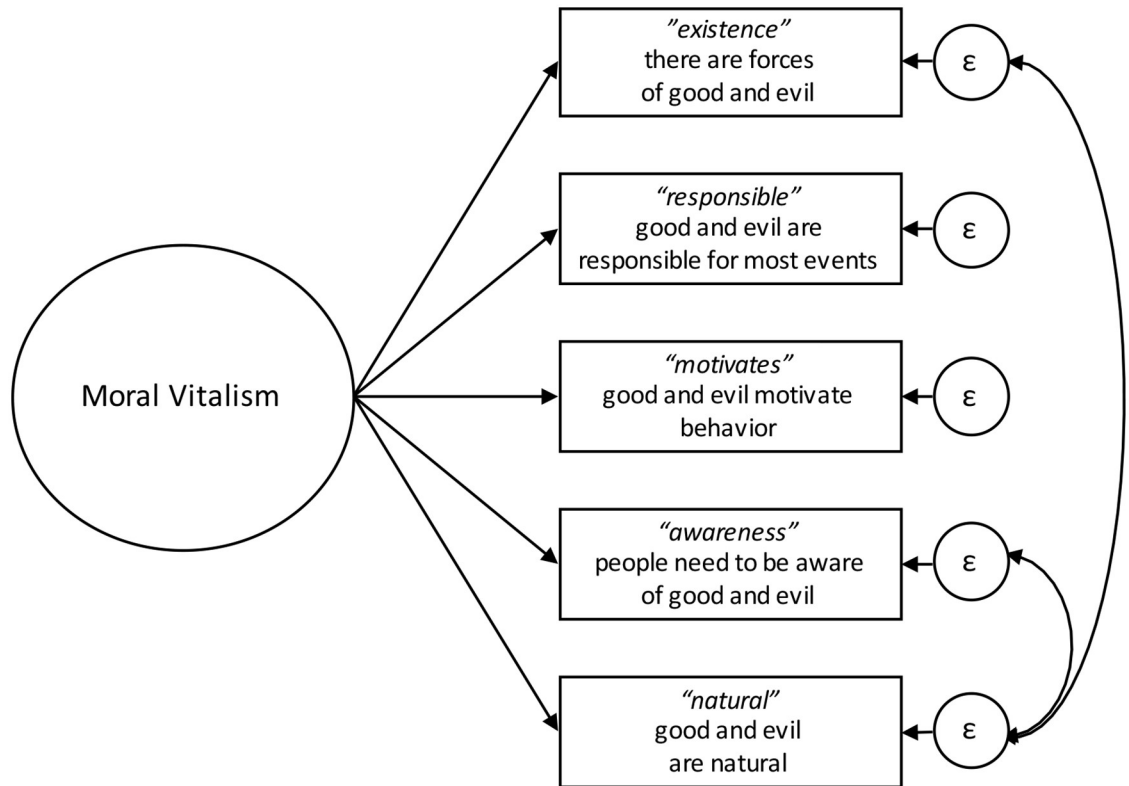 ”existence”
there are forces
of good and evil
ε
“responsible”
good and evil are
responsible for most events
ε
Moral Vitalism
“motivates”
good and evil motivate
behavior
ε
“awareness”
people need to be aware
of good and evil
ε
“natural”
good and evil
are natural
ε